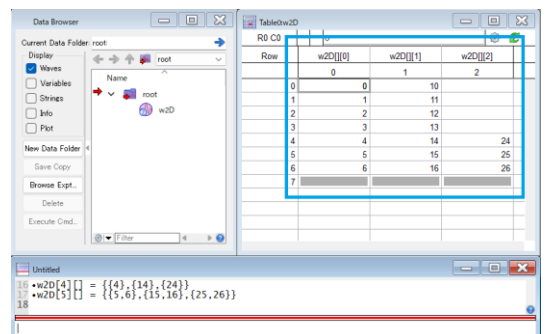 Data Browser
Current Data Folder: root:
Display
Waves
Variables
Strings
Info
Plot
New Data Folder
Save Copy
Browse Expt...
Delete
Execute Cmd...
root
Name
root
w2D
Filter
Table0:w2D
R0 C0 0
Row w2D[][0] w2D[][1] w2D[][2]
0 1 2
0 0 10
1 1 11
2 2 12
3 3 13
4 4 14 24
5 5 15 25
6 6 16 26
7
Untitled
16 •w2D[4][] = {{4},{14},{24}}
17 •w2D[5][] = {{5,6},{15,16},{25,26}}
18